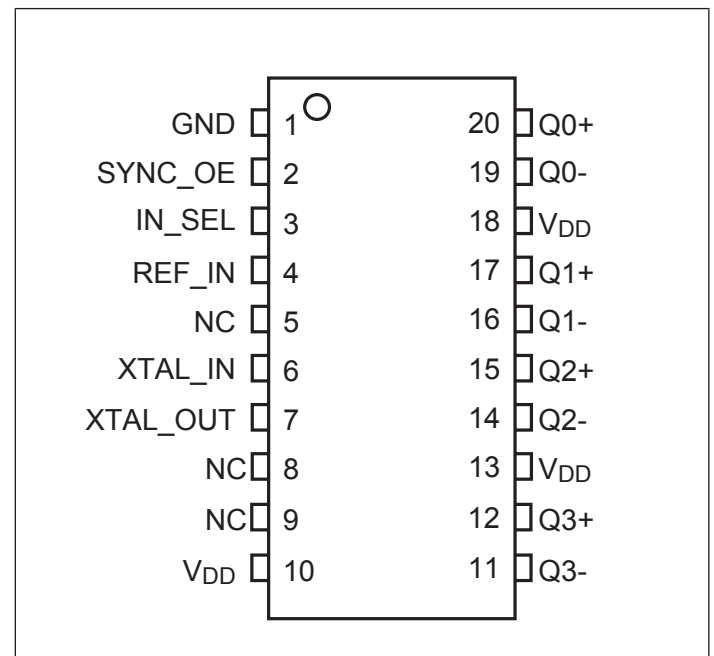 GND 1 20 Q0+
SYNC_OE 2 19 Q0-
IN_SEL 3 18 VDD
REF_IN 4 17 Q1+
NC 5 16 Q1-
XTAL_IN 6 15 Q2+
XTAL_OUT 7 14 Q2-
NC 8 13 VDD
NC 9 12 Q3+
VDD 10 11 Q3-